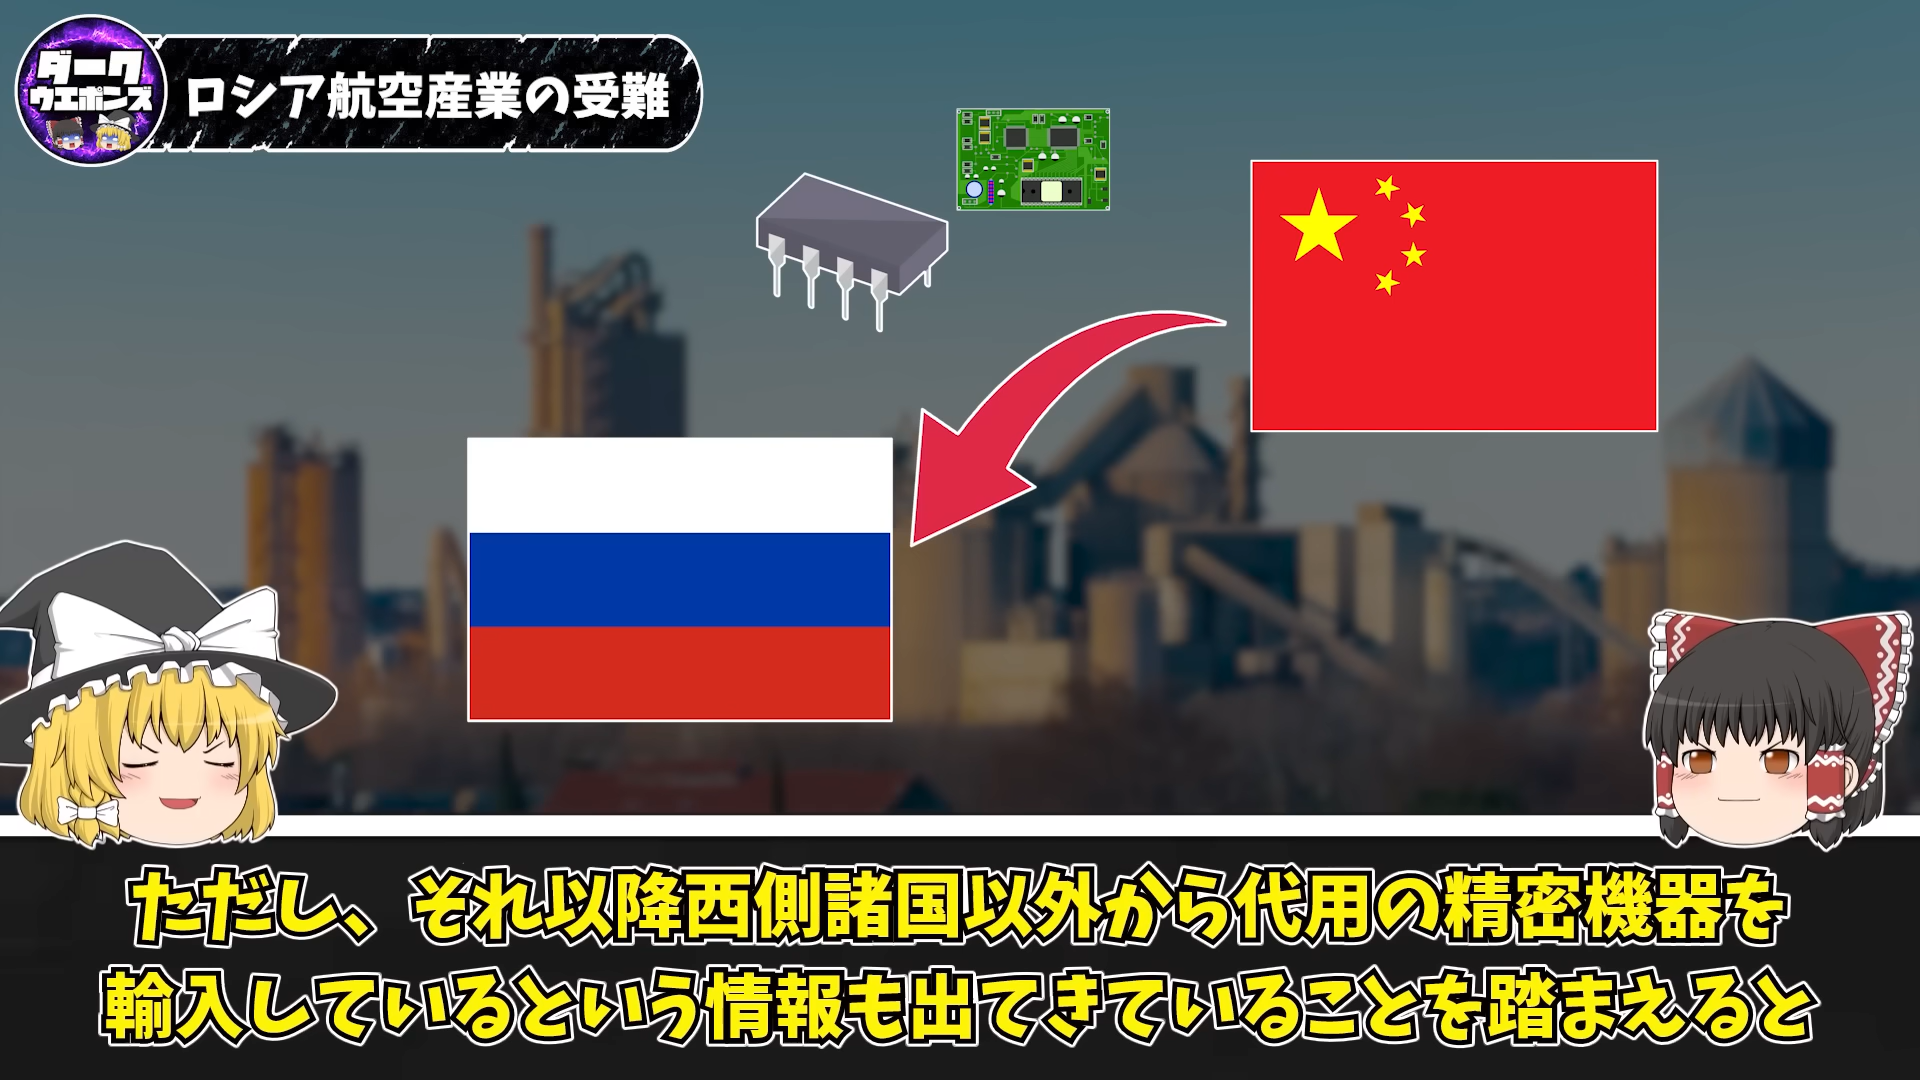 ダーク
ウエポンズ
ロシア航空産業の受難
ただし、それ以降西側諸国以外から代用の精密機器を
輸入しているという情報も出てきていることを踏まえると